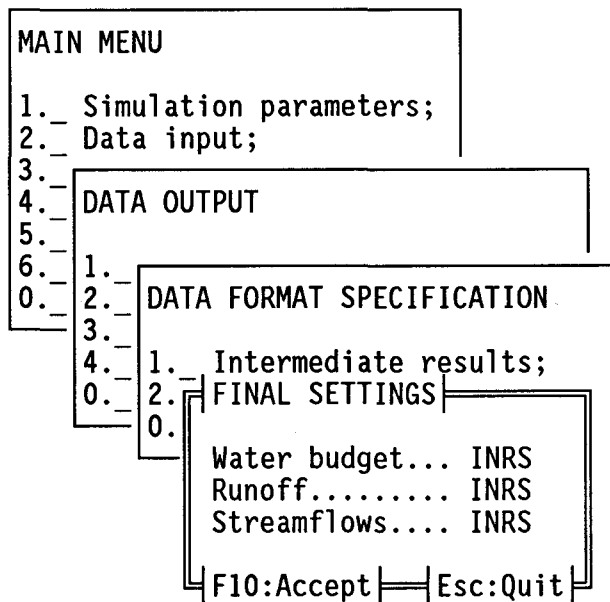 MAIN MENU
1._ Simulation parameters;
2._ Data input;
3._
4._
5._
6._
0._
DATA OUTPUT
1._
2._
3._
4._
0._
DATA FORMAT SPECIFICATION
1._ Intermediate results;
2.
0.
FINAL SETTINGS
Water budget... INRS
Runoff......... INRS
Streamflows.... INRS
F10:Accept Esc:Quit